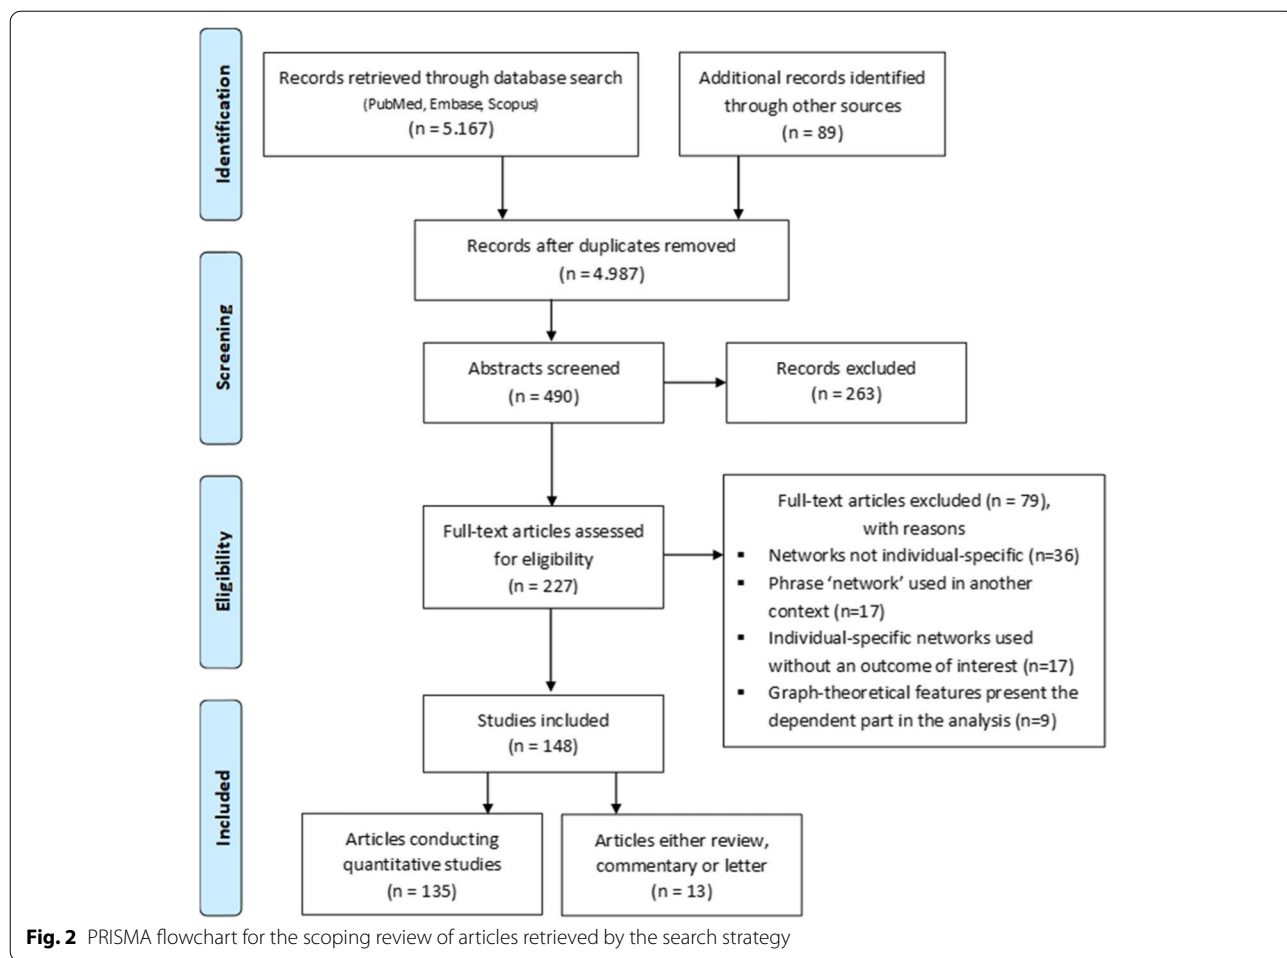 Identification
Records retrieved through database search
(PubMed, Embase, Scopus)
(n = 5.167)
Additional records identified
through other sources
(n = 89)
Records after duplicates removed
(n = 4.987)
Screening
Abstracts screened
(n = 490)
Records excluded
(n = 263)
Eligibility
Full-text articles assessed
for eligibility
(n = 227)
Full-text articles excluded (n = 79),
with reasons
▪ Networks not individual-specific (n=36)
▪ Phrase ‘network’ used in another
context (n=17)
▪ Individual-specific networks used
without an outcome of interest (n=17)
▪ Graph-theoretical features present the
dependent part in the analysis (n=9)
Included
Studies included
(n = 148)
Articles conducting
quantitative studies
(n = 135)
Articles either review,
commentary or letter
(n = 13)
Fig. 2 PRISMA flowchart for the scoping review of articles retrieved by the search strategy